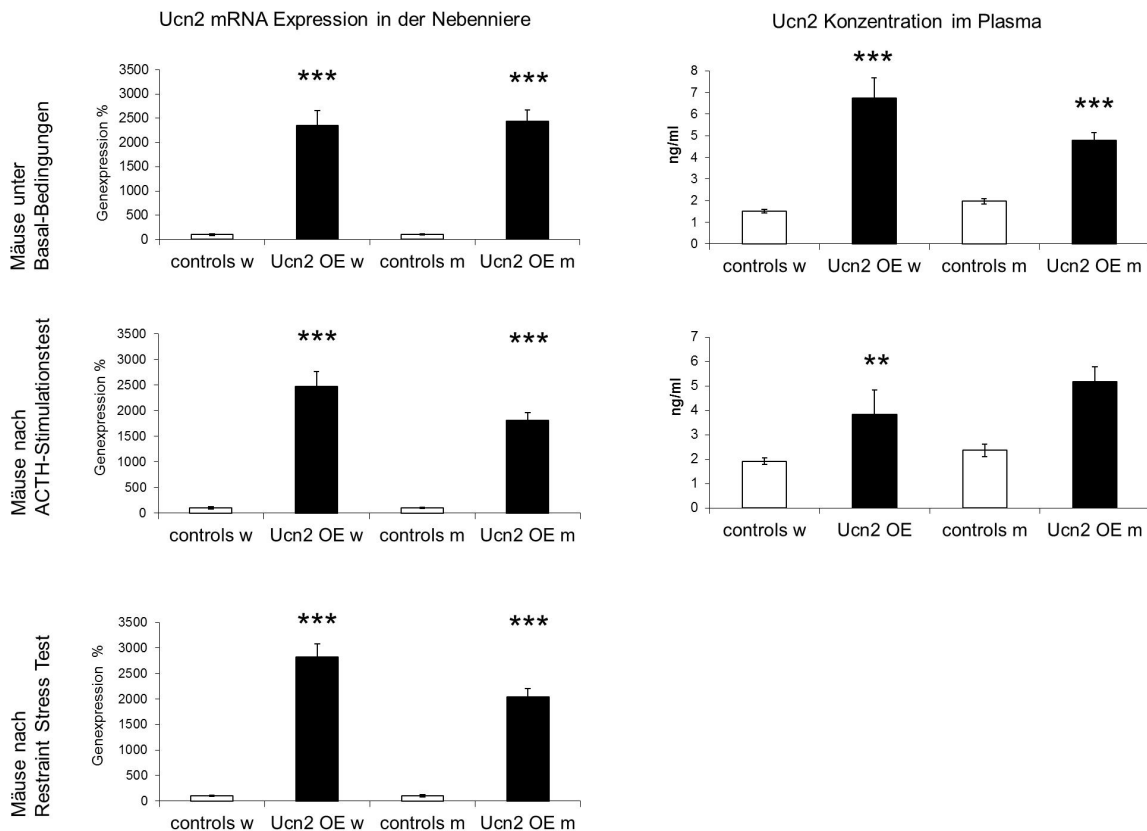 Ucn2 mRNA Expression in der Nebenniere
Ucn2 Konzentration im Plasma
Mäuse unter
Basal-Bedingungen
Genexpression %
3500
3000
2500
2000
1500
1000
500
0
***
***
controls w Ucn2 OE w controls m Ucn2 OE m
ng/ml
8
7
6
5
4
3
2
1
0
***
***
controls w Ucn2 OE w controls m Ucn2 OE m
Mäuse nach
ACTH-Stimulationstest
Genexpression %
3500
3000
2500
2000
1500
1000
500
0
***
***
controls w Ucn2 OE w controls m Ucn2 OE m
ng/ml
7
6
5
4
3
2
1
0
**
controls w Ucn2 OE controls m Ucn2 OE m
Mäuse nach
Restraint Stress Test
Genexpression %
3500
3000
2500
2000
1500
1000
500
0
***
***
controls w Ucn2 OE w controls m Ucn2 OE m